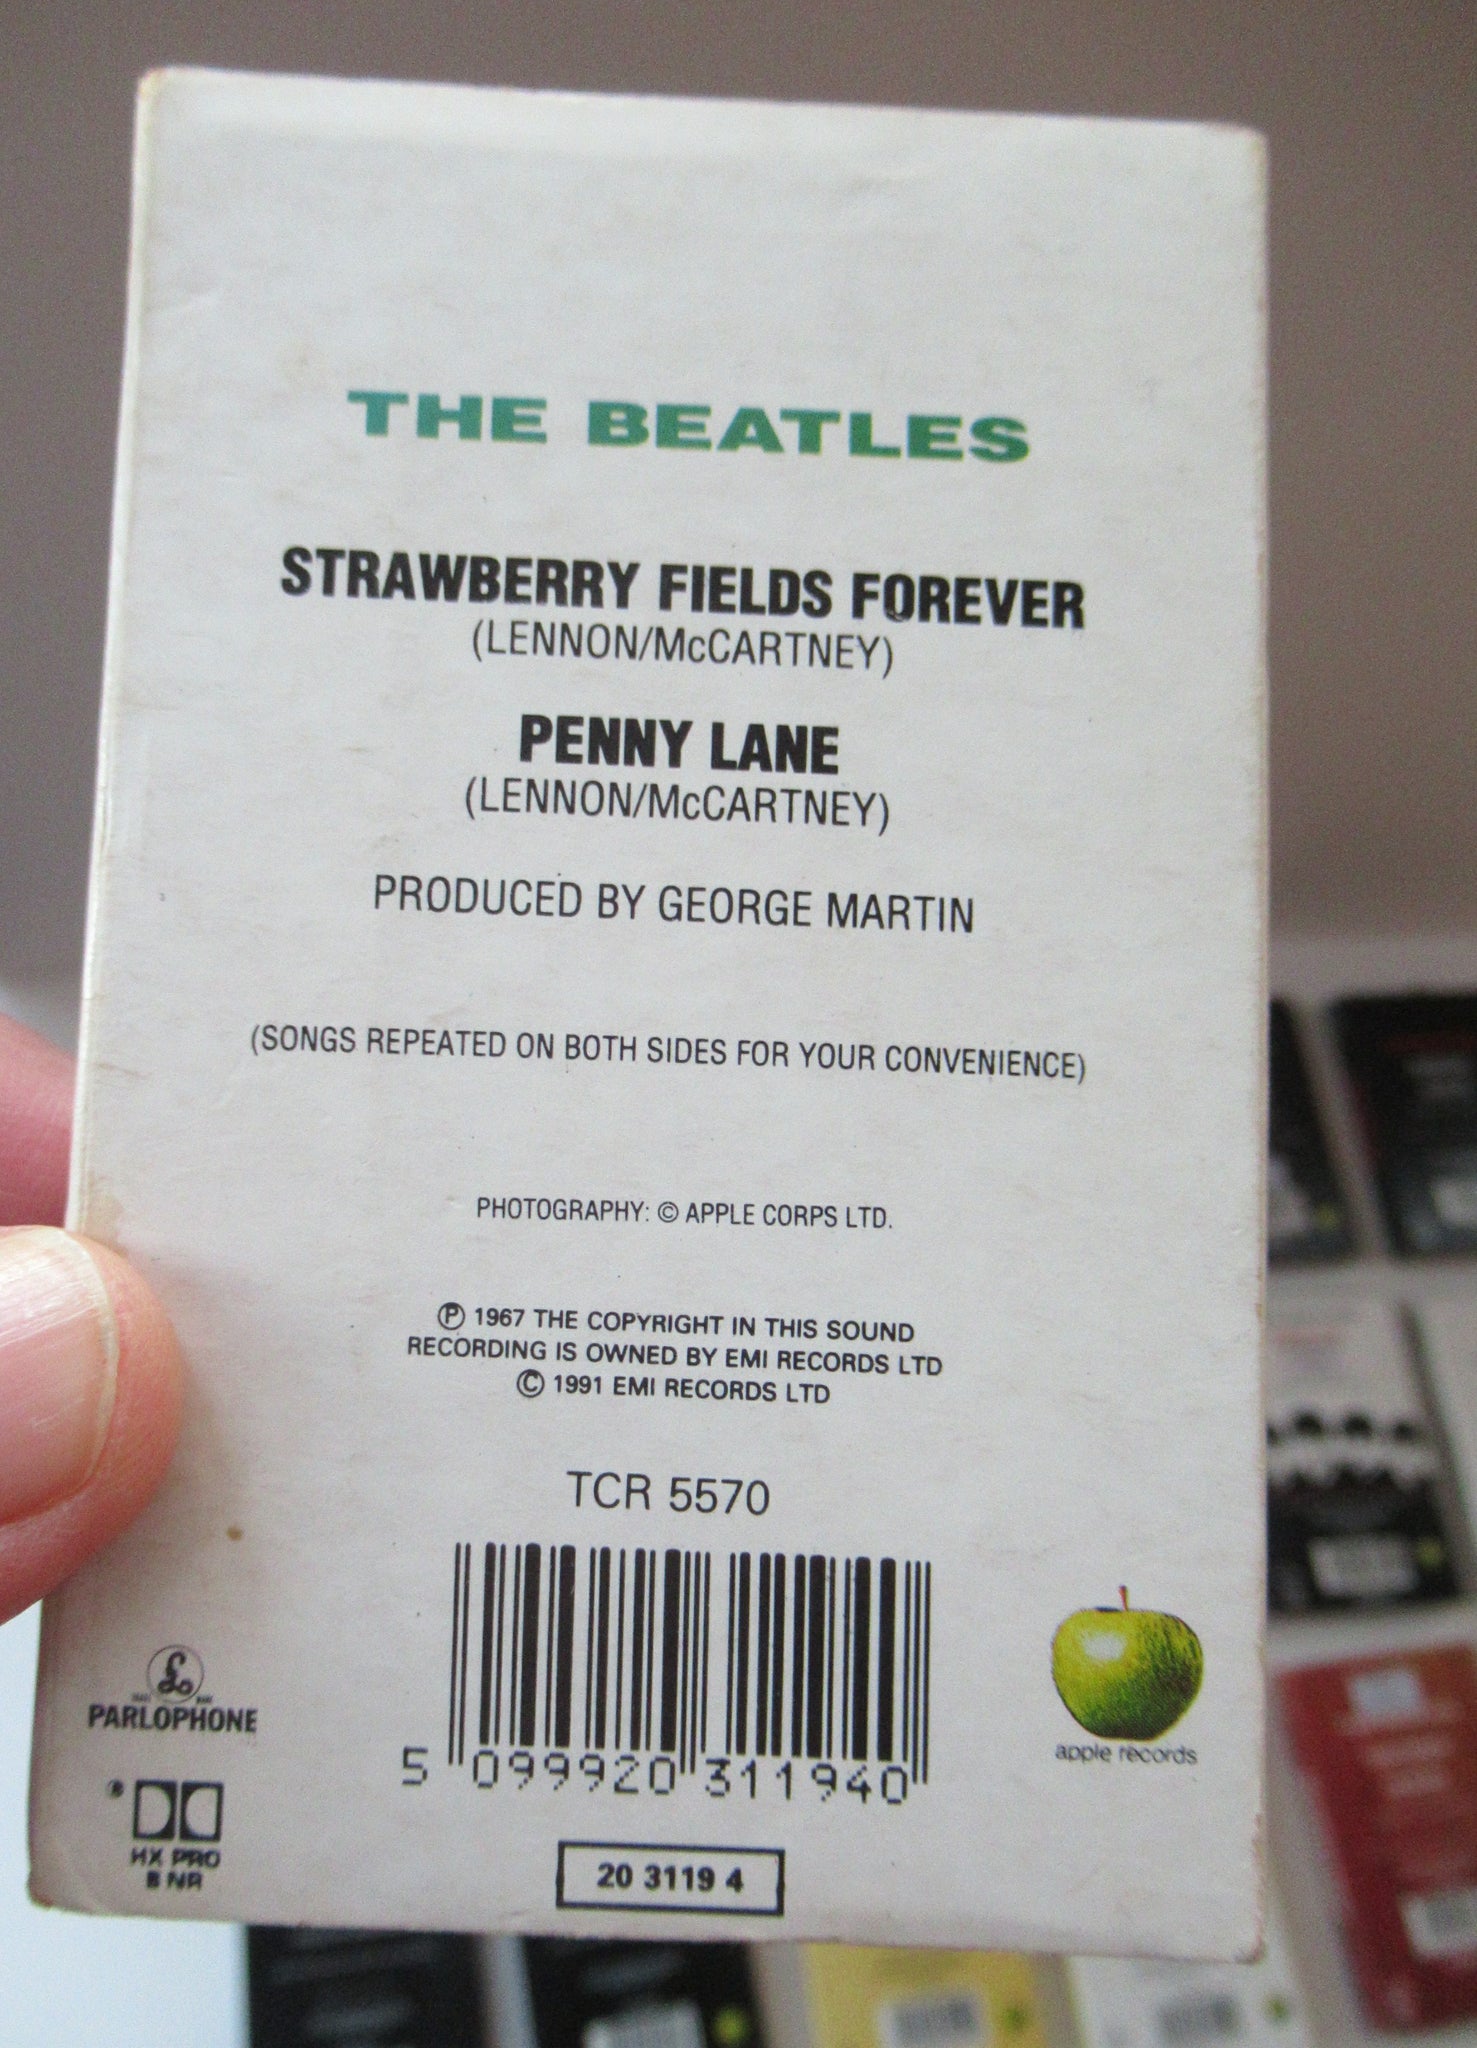 THE BEATLES
STRAWBERRY FIELDS FOREVER
(LENNON/McCARTNEY)
PENNY LANE
(LENNON/McCARTNEY)
PRODUCED BY GEORGE MARTIN
(SONGS REPEATED ON BOTH SIDES FOR YOUR CONVENIENCE)
PHOTOGRAPHY: © APPLE CORPS LTD.
℗ 1967 THE COPYRIGHT IN THIS SOUND
RECORDING IS OWNED BY EMI RECORDS LTD
© 1991 EMI RECORDS LTD
TCR 5570
£
PARLOPHONE
5 099920 311940
apple records
HX PRO
B NR
20 3119 4